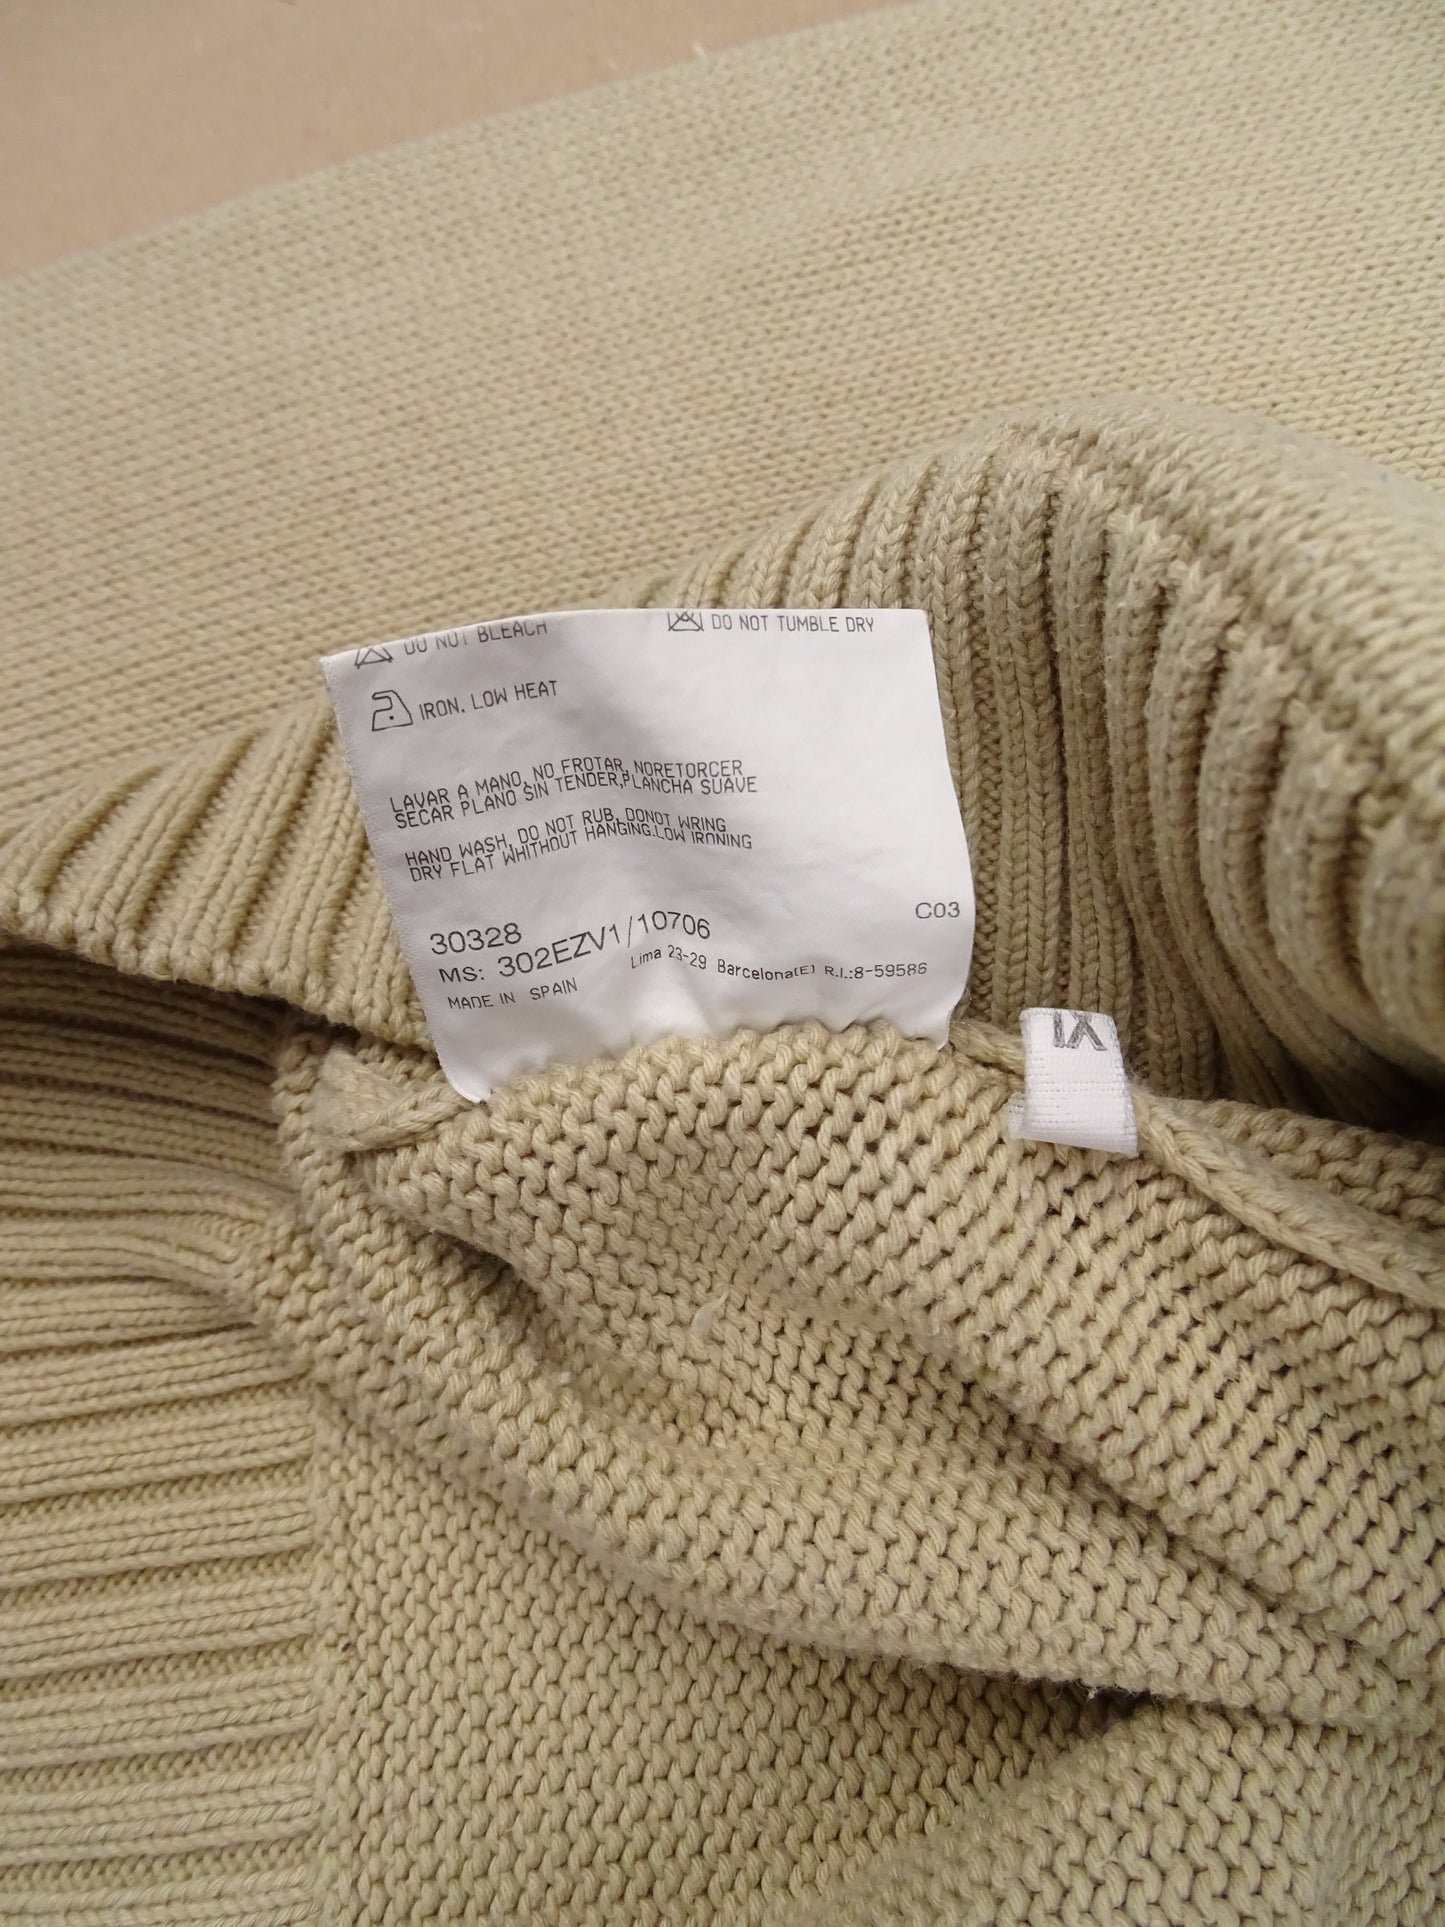 DO NOT BLEACH
DO NOT TUMBLE DRY
IRON. LOW HEAT
LAVAR A MANO, NO FROTAR, NORETORCER
SECAR PLANO SIN TENDER,PLANCHA SUAVE
HAND WASH, DO NOT RUB, DONOT WRING
DRY FLAT WHITHOUT HANGING.LOW IRONING
C03
30328
MS: 302EZV1/10706
Lima 23-29 Barcelona(E) R.I.:8-59586
MADE IN SPAIN